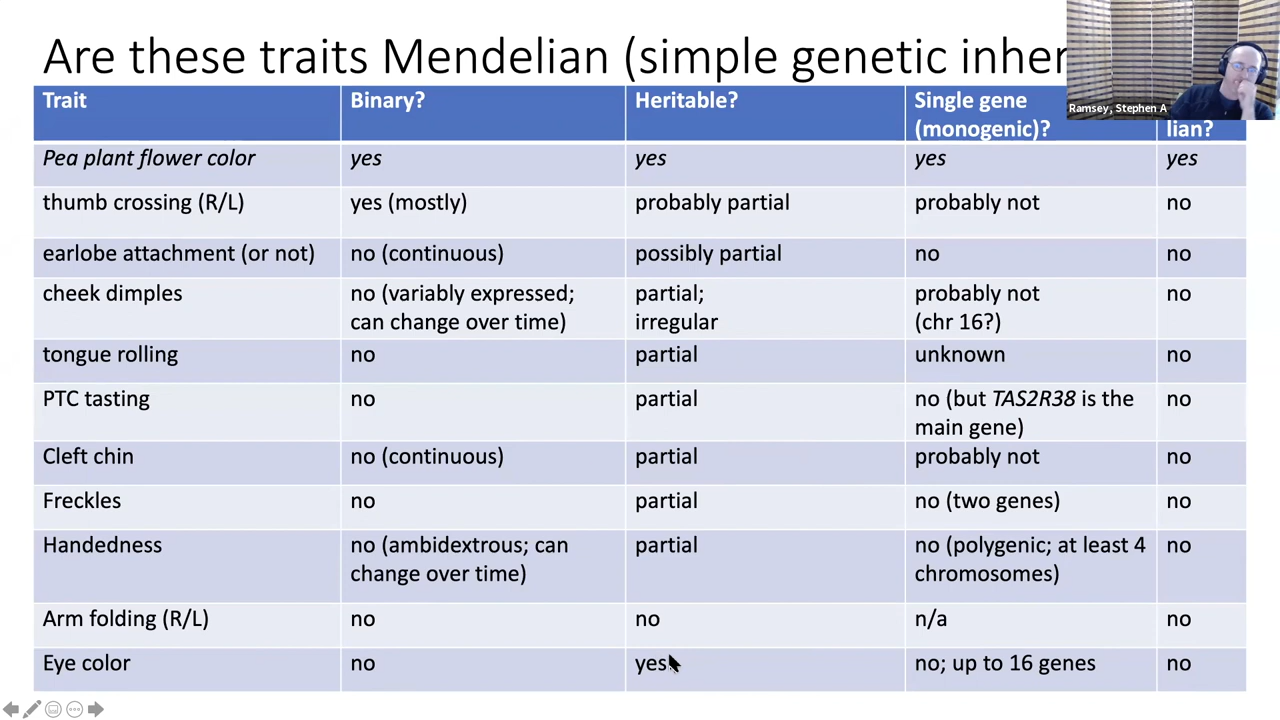 Are these traits Mendelian (simple genetic inher
Ramsey, Stephen A
Trait Binary? Heritable? Single gene
(monogenic)? lian?
Pea plant flower color yes yes yes yes
thumb crossing (R/L) yes (mostly) probably partial probably not no
earlobe attachment (or not) no (continuous) possibly partial no no
cheek dimples no (variably expressed; partial; probably not no
can change over time) irregular (chr 16?)
tongue rolling no partial unknown no
PTC tasting no partial no (but TAS2R38 is the no
main gene)
Cleft chin no (continuous) partial probably not no
Freckles no partial no (two genes) no
Handedness no (ambidextrous; can partial no (polygenic; at least 4 no
change over time) chromosomes)
Arm folding (R/L) no no n/a no
Eye color no yes no; up to 16 genes no